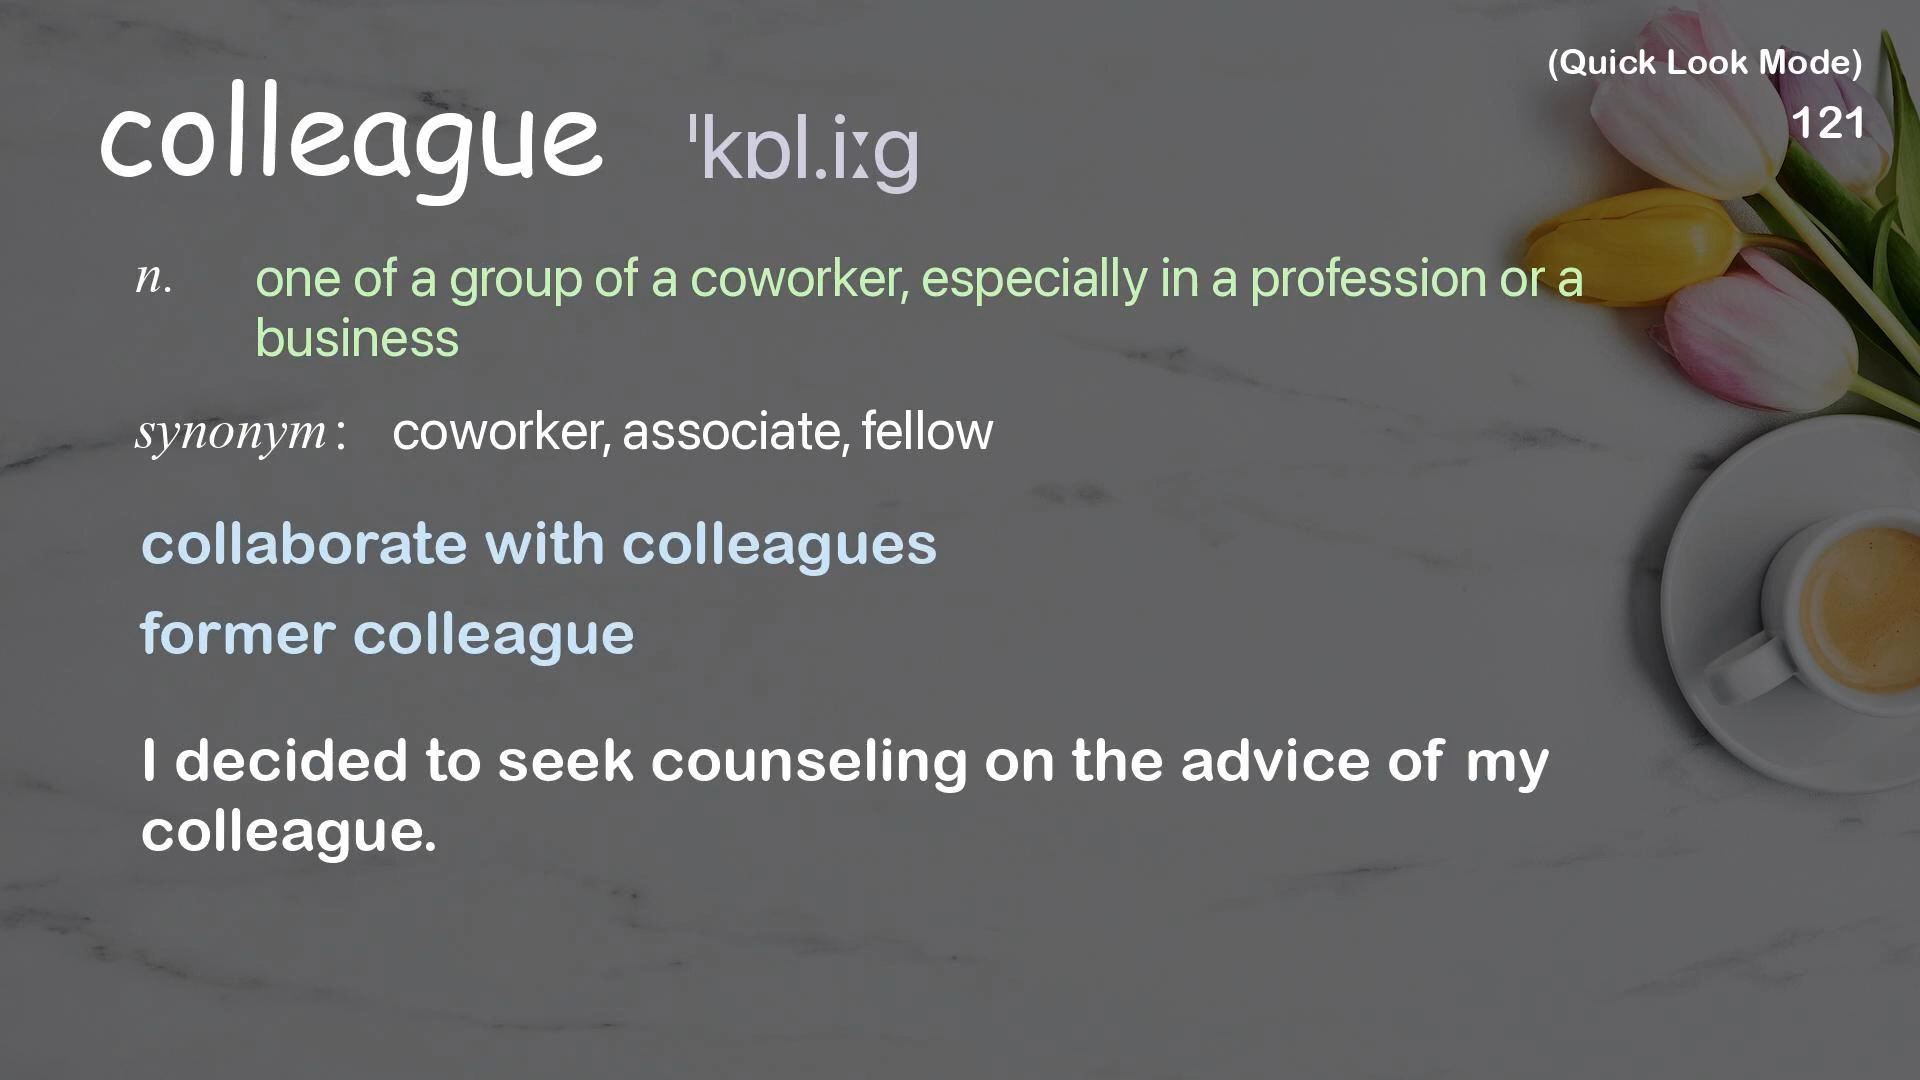 (Quick Look Mode)
121
colleague ˈkɒl.iːg
n. one of a group of a coworker, especially in a profession or a
business
synonym: coworker, associate, fellow
collaborate with colleagues
former colleague
I decided to seek counseling on the advice of my
colleague.